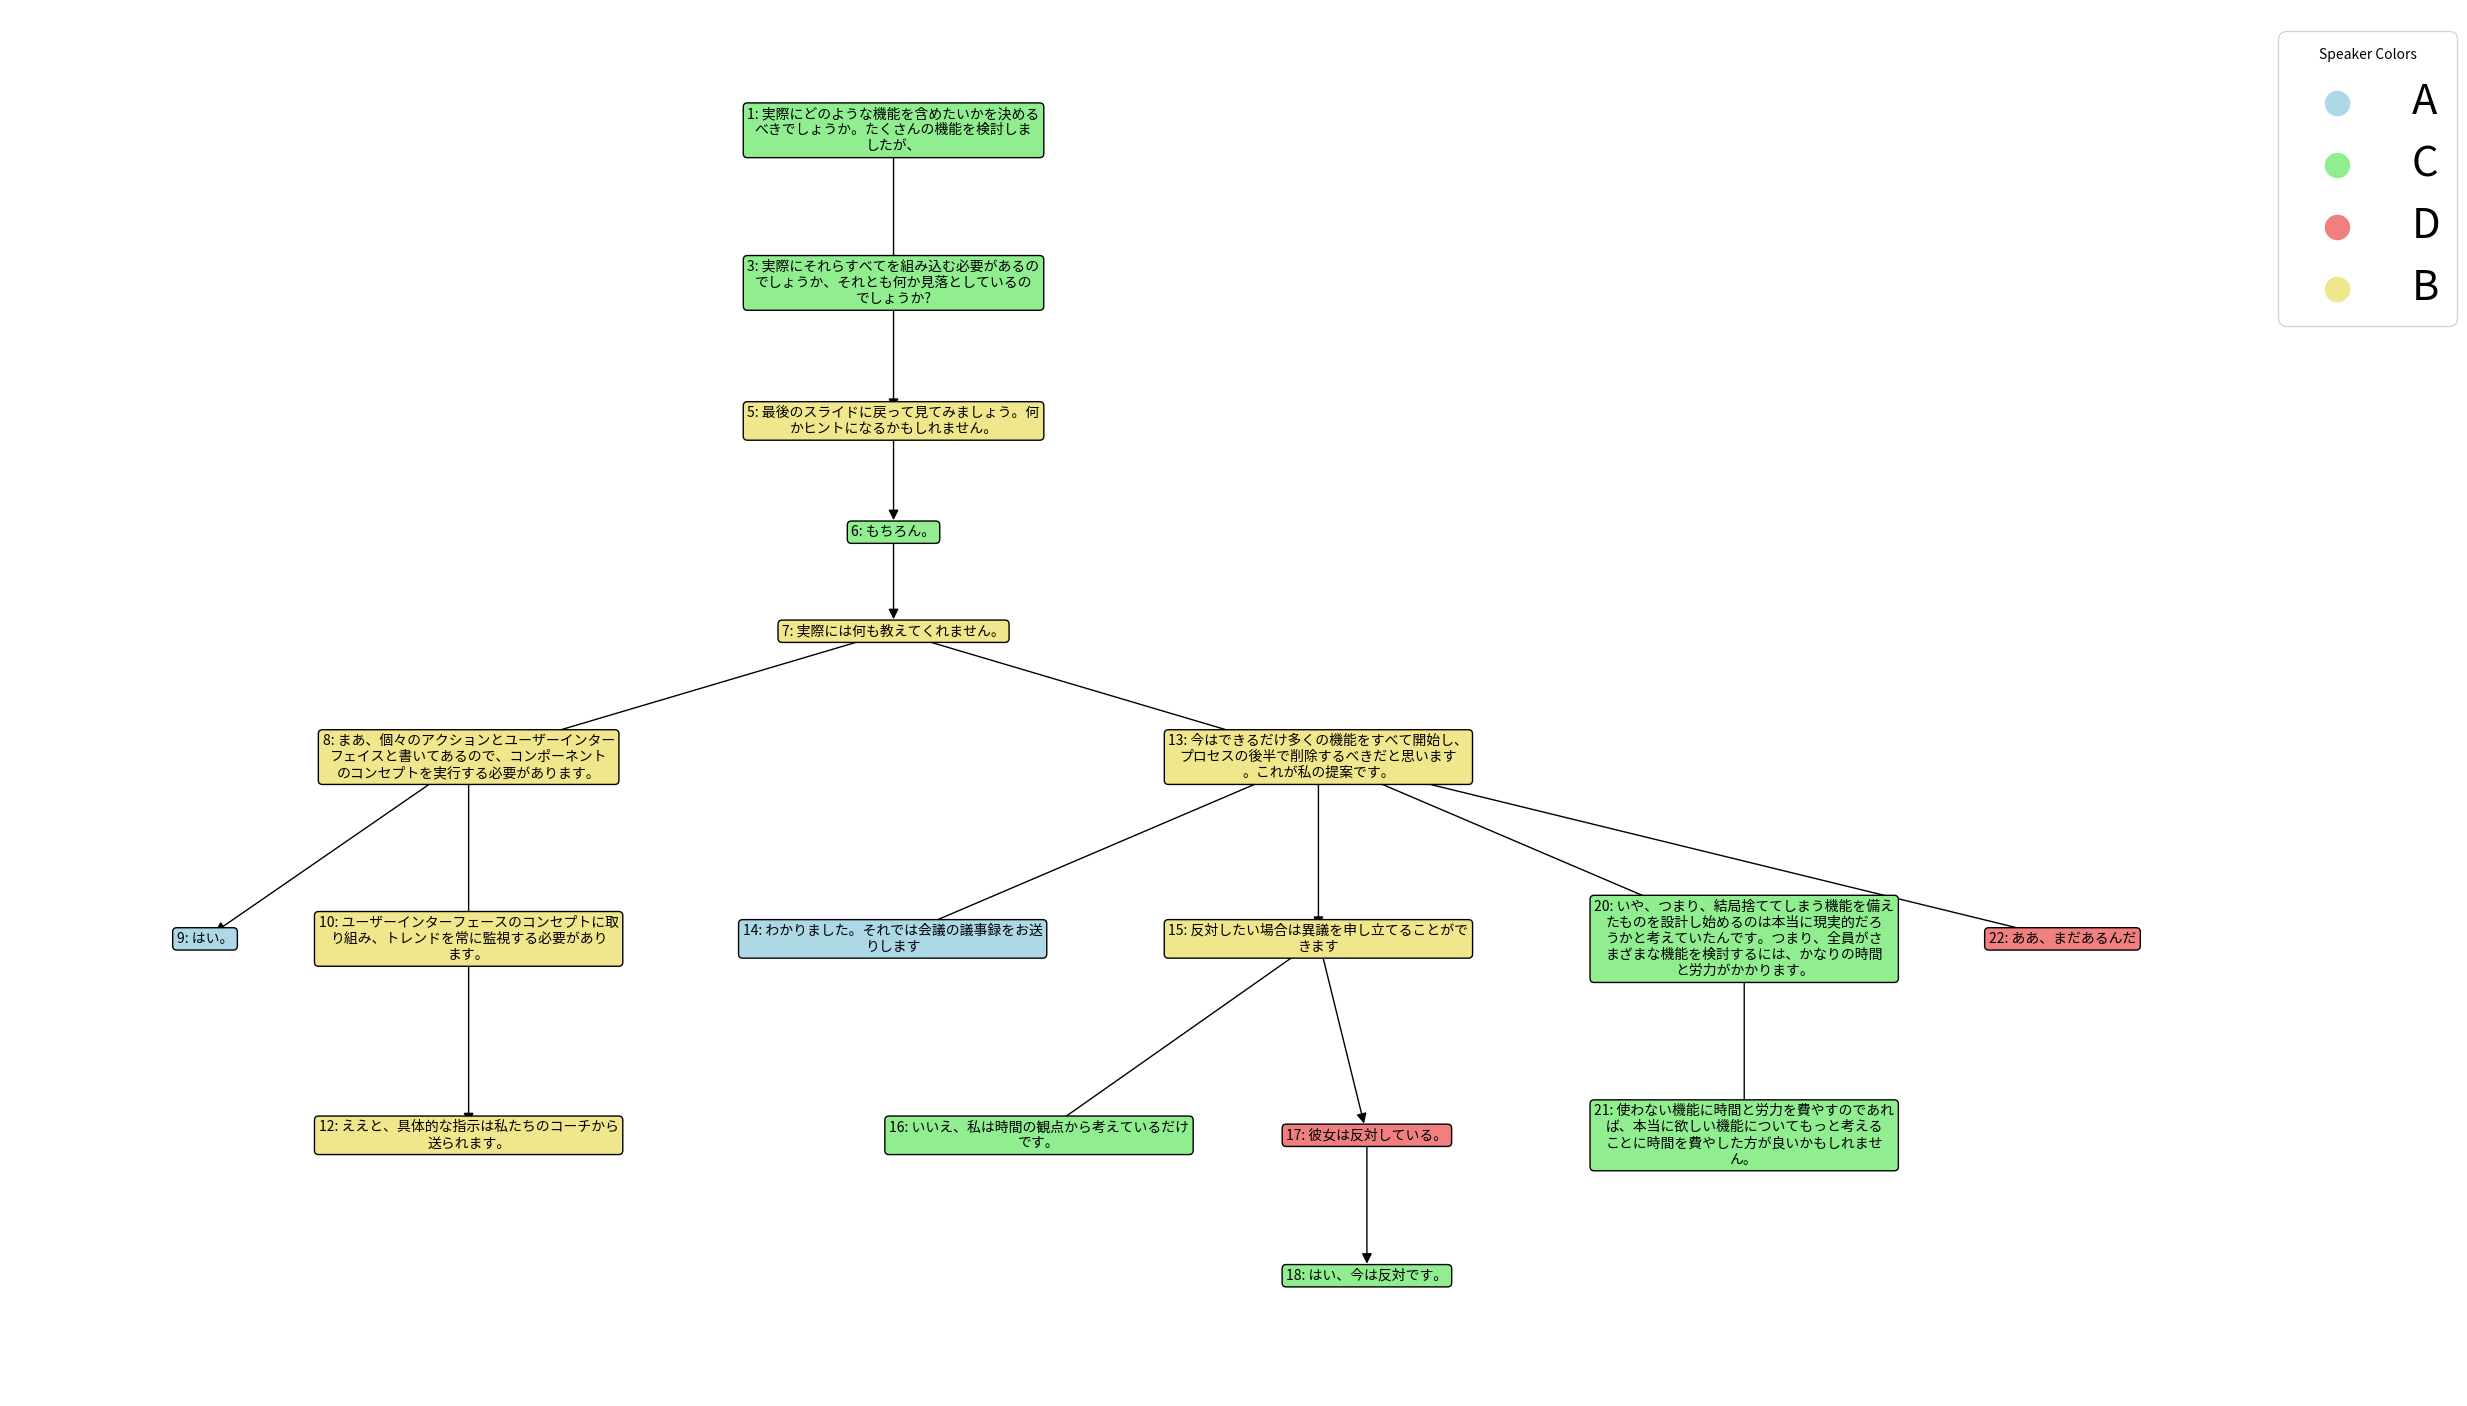 Speaker Colors
A
C
D
B
1: 実際にどのような機能を含めたいかを決める
べきでしょうか。たくさんの機能を検討しま
したが、
3: 実際にそれらすべてを組み込む必要があるの
でしょうか、それとも何か見落としているの
でしょうか?
5: 最後のスライドに戻って見てみましょう。何
かヒントになるかもしれません。
6: もちろん。
7: 実際には何も教えてくれません。
8: まあ、個々のアクションとユーザーインター
フェイスと書いてあるので、コンポーネント
のコンセプトを実行する必要があります。
13: 今はできるだけ多くの機能をすべて開始し、
プロセスの後半で削除するべきだと思います
。これが私の提案です。
9: はい。
10: ユーザーインターフェースのコンセプトに取
り組み、トレンドを常に監視する必要があり
ます。
14: わかりました。それでは会議の議事録をお送
りします
15: 反対したい場合は異議を申し立てることがで
きます
20: いや、つまり、結局捨ててしまう機能を備え
たものを設計し始めるのは本当に現実的だろ
うかと考えていたんです。つまり、全員がさ
まざまな機能を検討するには、かなりの時間
と労力がかかります。
22: ああ、まだあるんだ
12: ええと、具体的な指示は私たちのコーチから
送られます。
16: いいえ、私は時間の観点から考えているだけ
です。
17: 彼女は反対している。
21: 使わない機能に時間と労力を費やすのであれ
ば、本当に欲しい機能についてもっと考える
ことに時間を費やした方が良いかもしれませ
ん。
18: はい、今は反対です。